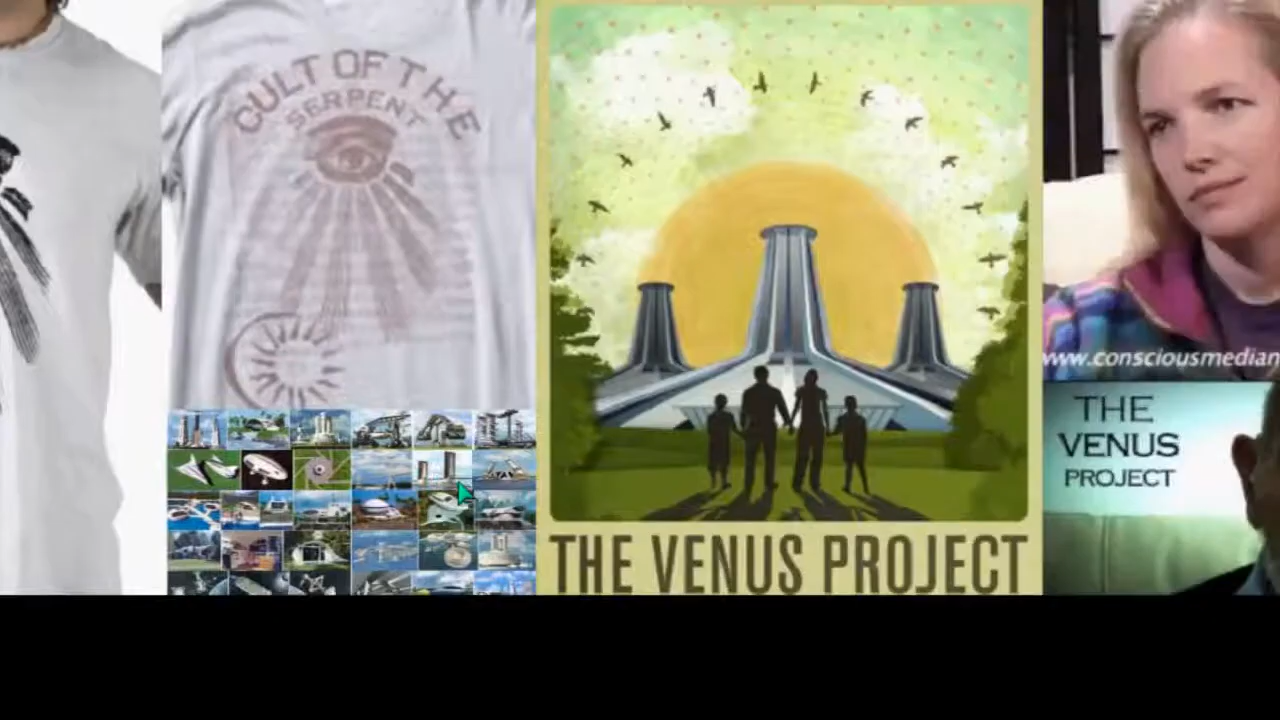 CULT OF THE
SERPENT
THE VENUS PROJECT
www.consciousmedian
THE
VENUS
PROJECT